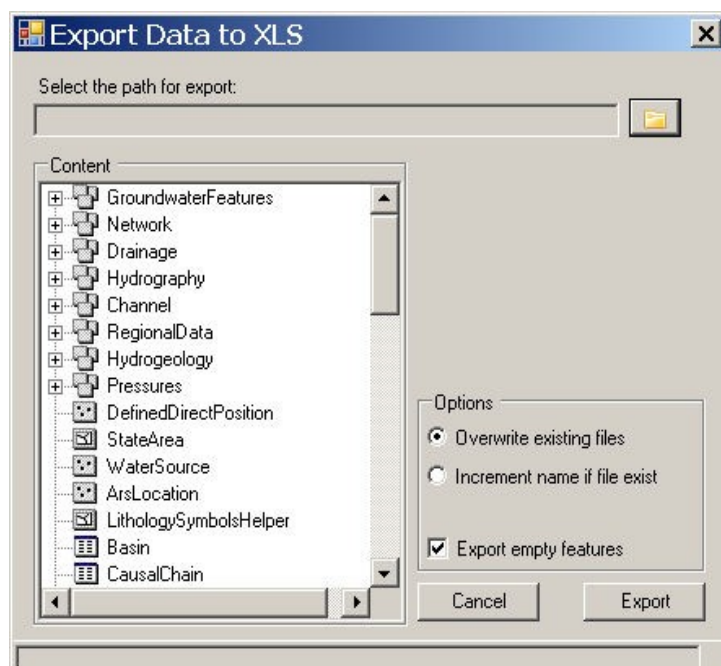 Export Data to XLS
Select the path for export:
Content
GroundwaterFeatures
Network
Drainage
Hydrography
Channel
RegionalData
Hydrogeology
Pressures
DefinedDirectPosition
StateArea
WaterSource
ArsLocation
LithologySymbolsHelper
Basin
CausalChain
Options
Overwrite existing files
Increment name if file exist
Export empty features
Cancel
Export